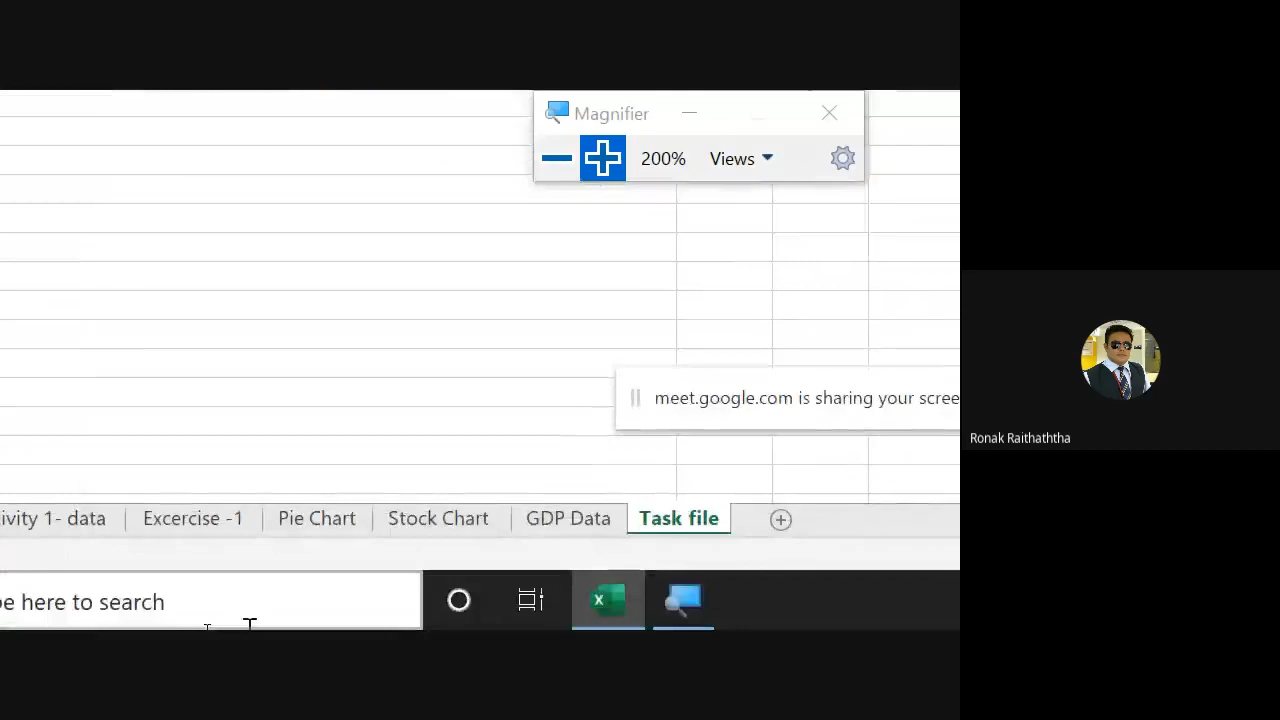 Magnifier
200% Views
meet.google.com is sharing your scree
ivity 1- data Excercise -1 Pie Chart Stock Chart GDP Data Task file
pe here to search
Ronak Raithaththa